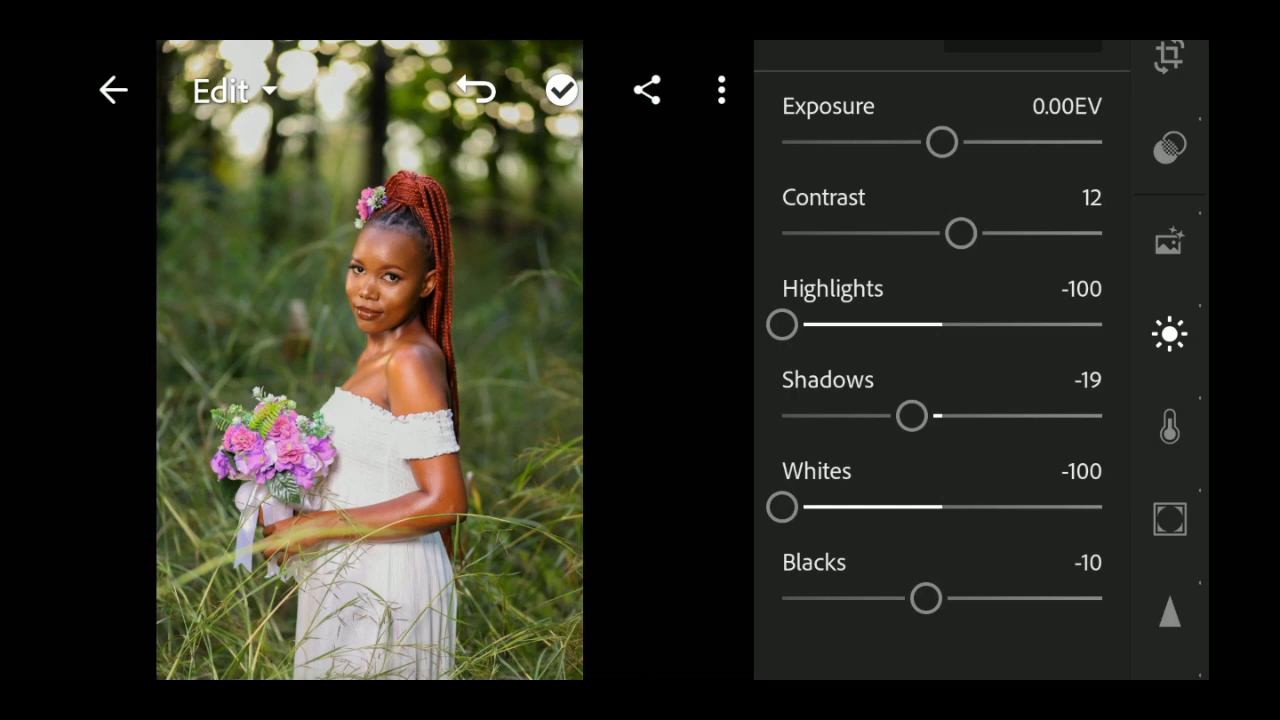 Edit
Exposure 0.00EV
Contrast 12
Highlights -100
Shadows -19
Whites -100
Blacks -10